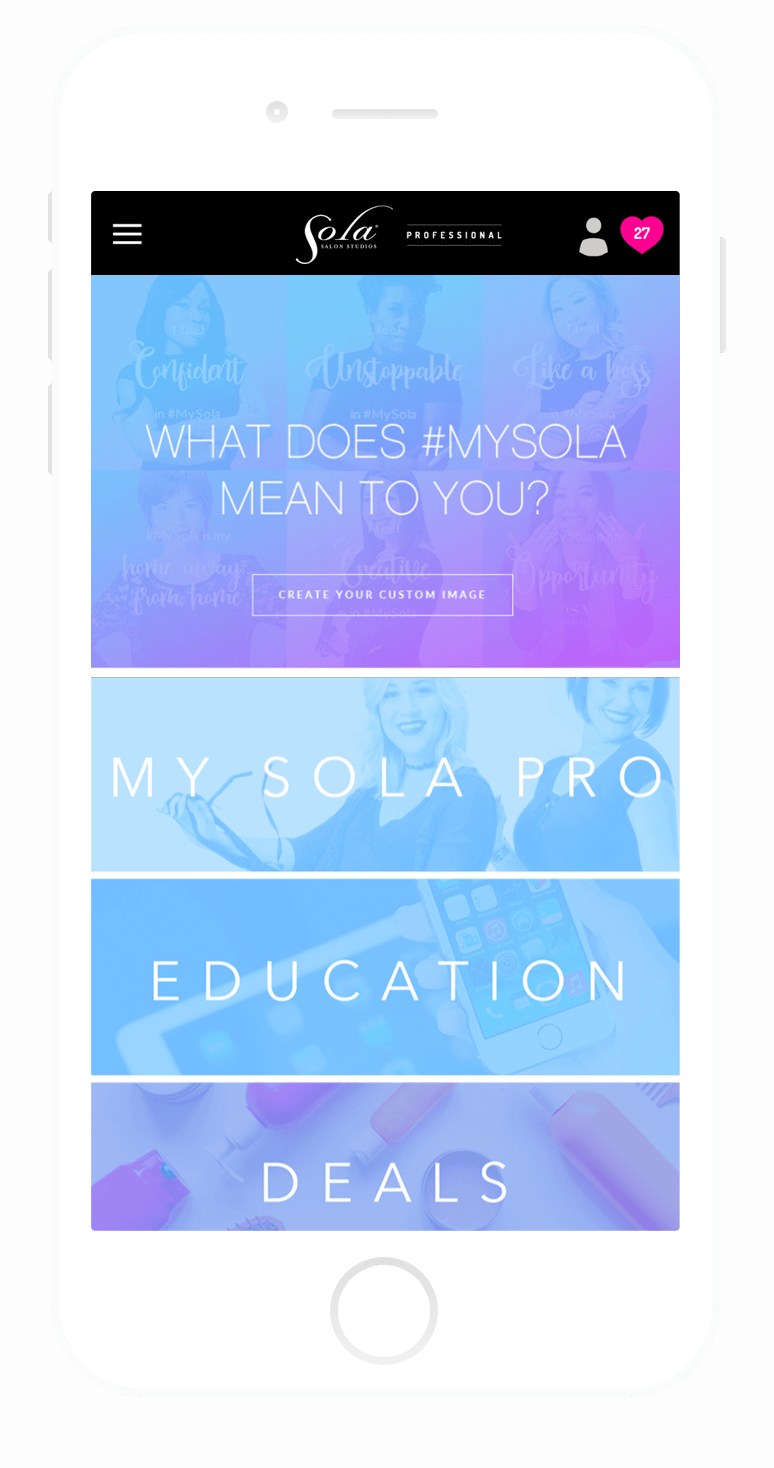 Sola
SALON STUDIOS
PROFESSIONAL
27
I feel
Confident
in #MySola
I feel
Unstoppable
in #MySola
I feel
Like a boss
in #MySola
WHAT DOES #MYSOLA
MEAN TO YOU?
#MySola is my
home away
from home
Creative
in #MySola
#MySola is my
Opportunity
CREATE YOUR CUSTOM IMAGE
MY SOLA PRO
EDUCATION
DEALS